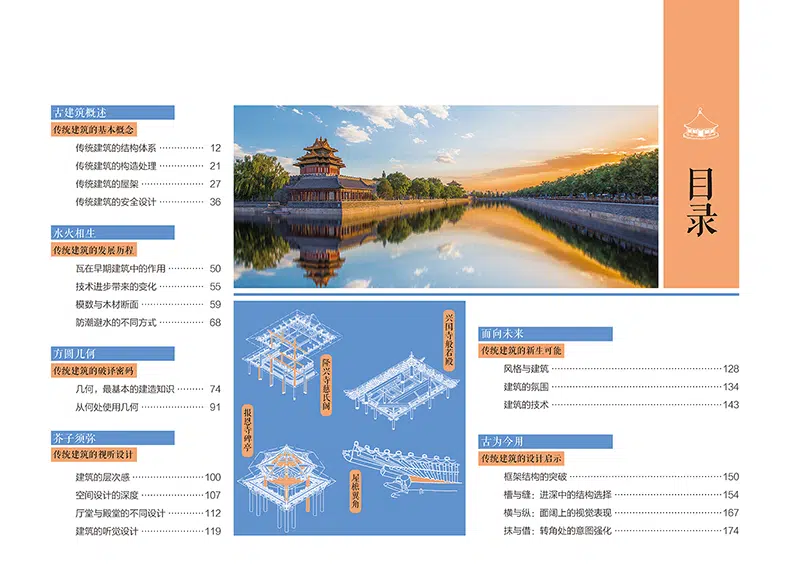 目录
古建筑概述
传统建筑的基本概念
传统建筑的结构体系 ⋯⋯⋯⋯⋯ 12
传统建筑的构造处理 ⋯⋯⋯⋯⋯ 21
传统建筑的屋架 ⋯⋯⋯⋯⋯⋯⋯ 27
传统建筑的安全设计 ⋯⋯⋯⋯⋯ 36
水火相生
传统建筑的发展历程
瓦在早期建筑中的作用 ⋯⋯⋯⋯ 50
技术进步带来的变化 ⋯⋯⋯⋯⋯ 55
模数与木材断面 ⋯⋯⋯⋯⋯⋯⋯ 59
防潮避水的不同方式 ⋯⋯⋯⋯⋯ 68
方圆几何
传统建筑的破译密码
几何，最基本的建造知识 ⋯⋯⋯ 74
从何处使用几何 ⋯⋯⋯⋯⋯⋯⋯ 91
芥子须弥
传统建筑的视听设计
建筑的层次感 ⋯⋯⋯⋯⋯⋯⋯⋯ 100
空间设计的深度 ⋯⋯⋯⋯⋯⋯⋯ 107
厅堂与殿堂的不同设计 ⋯⋯⋯⋯ 112
建筑的听觉设计 ⋯⋯⋯⋯⋯⋯⋯ 119
隆兴寺慈氏阁
兴国寺般若殿
报恩寺碑亭
屋檐翼角
面向未来
传统建筑的新生可能
风格与建筑 ⋯⋯⋯⋯⋯⋯⋯⋯⋯ 128
建筑的氛围 ⋯⋯⋯⋯⋯⋯⋯⋯⋯ 134
建筑的技术 ⋯⋯⋯⋯⋯⋯⋯⋯⋯ 143
古为今用
传统建筑的设计启示
框架结构的突破 ⋯⋯⋯⋯⋯⋯⋯ 150
槽与缝：进深中的结构选择 ⋯⋯ 154
横与纵：面阔上的视觉表现 ⋯⋯ 167
抹与借：转角处的意图强化 ⋯⋯ 174